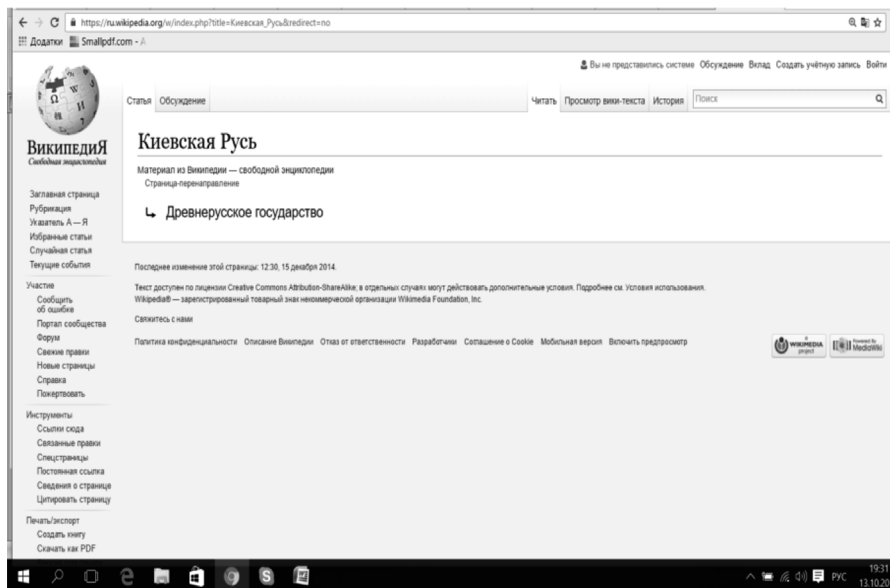 https://ru.wikipedia.org/w/index.php?title=Киевская_Русь&redirect=no
Додатки Smallpdf.com - A
Вы не представились системе Обсуждение Вклад Создать учётную запись Войти
Статья Обсуждение Читать Просмотр вики-текста История Поиск
ВИКИПЕДИЯ
Свободная энциклопедия
Киевская Русь
Материал из Википедии — свободной энциклопедии
Страница-перенаправление
Древнерусское государство
Заглавная страница
Рубрикация
Указатель А — Я
Избранные статьи
Случайная статья
Текущие события
Участие
Сообщить
об ошибке
Портал сообщества
Форум
Свежие правки
Новые страницы
Справка
Пожертвовать
Инструменты
Ссылки сюда
Связанные правки
Спецстраницы
Постоянная ссылка
Сведения о странице
Цитировать страницу
Печать/экспорт
Создать книгу
Скачать как PDF
Последнее изменение этой страницы: 12:30, 15 декабря 2014.
Текст доступен по лицензии Creative Commons Attribution-ShareAlike; в отдельных случаях могут действовать дополнительные условия. Подробнее см. Условия использования.
Wikipedia® — зарегистрированный товарный знак некоммерческой организации Wikimedia Foundation, Inc.
Свяжитесь с нами
Политика конфиденциальности Описание Википедии Отказ от ответственности Разработчики Соглашение о Cookie Мобильная версия Включить предпросмотр
A WIKIMEDIA project
Powered By MediaWiki
РУС
19:31
13.10.20